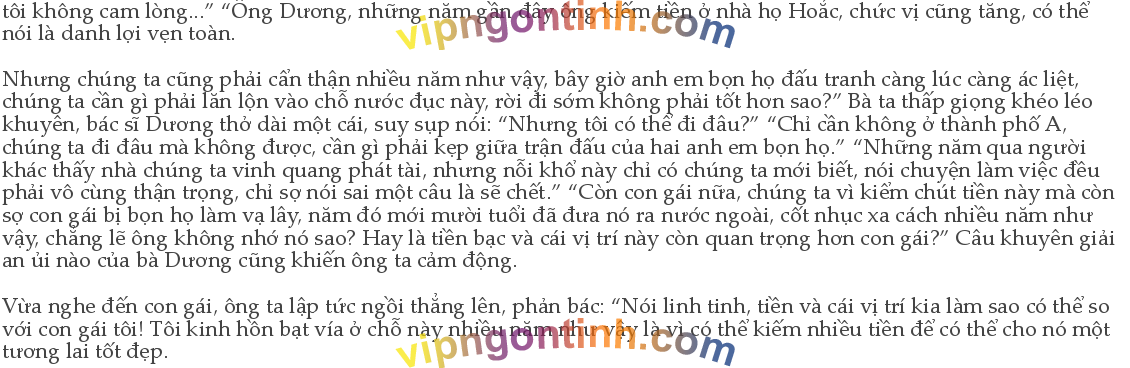 tôi không cam lòng...” “Ông Dương, những năm gần đây ông kiếm tiền ở nhà họ Hoắc, chức vị cũng tăng, có thể
nói là danh lợi vẹn toàn.
vipngontinh.com
Nhưng chúng ta cũng phải cẩn thận nhiều năm như vậy, bây giờ anh em bọn họ đấu tranh càng lúc càng ác liệt,
chúng ta cần gì phải lăn lộn vào chỗ nước đục này, rời đi sớm không phải tốt hơn sao?” Bà ta thấp giọng khéo léo
khuyên, bác sĩ Dương thở dài một cái, suy sụp nói: “Nhưng tôi có thể đi đâu?” “Chỉ cần không ở thành phố A,
chúng ta đi đâu mà không được, cần gì phải kẹp giữa trận đấu của hai anh em bọn họ.” “Những năm qua người
khác thấy nhà chúng ta vinh quang phát tài, nhưng nỗi khổ này chỉ có chúng ta mới biết, nói chuyện làm việc đều
phải vô cùng thận trọng, chỉ sợ nói sai một câu là sẽ chết.” “Còn con gái nữa, chúng ta vì kiếm chút tiền này mà còn
sợ con gái bị bọn họ làm vạ lây, năm đó mới mười tuổi đã đưa nó ra nước ngoài, cốt nhục xa cách nhiều năm như
vậy, chẳng lẽ ông không nhớ nó sao? Hay là tiền bạc và cái vị trí này còn quan trọng hơn con gái?” Câu khuyên giải
an ủi nào của bà Dương cũng khiến ông ta cảm động.
Vừa nghe đến con gái, ông ta lập tức ngồi thẳng lên, phản bác: “Nói linh tinh, tiền và cái vị trí kia làm sao có thể so
với con gái tôi! Tôi kinh hồn bạt vía ở chỗ này nhiều năm như vậy là vì có thể kiếm nhiều tiền để có thể cho nó một
tương lai tốt đẹp.
vipngontinh.com